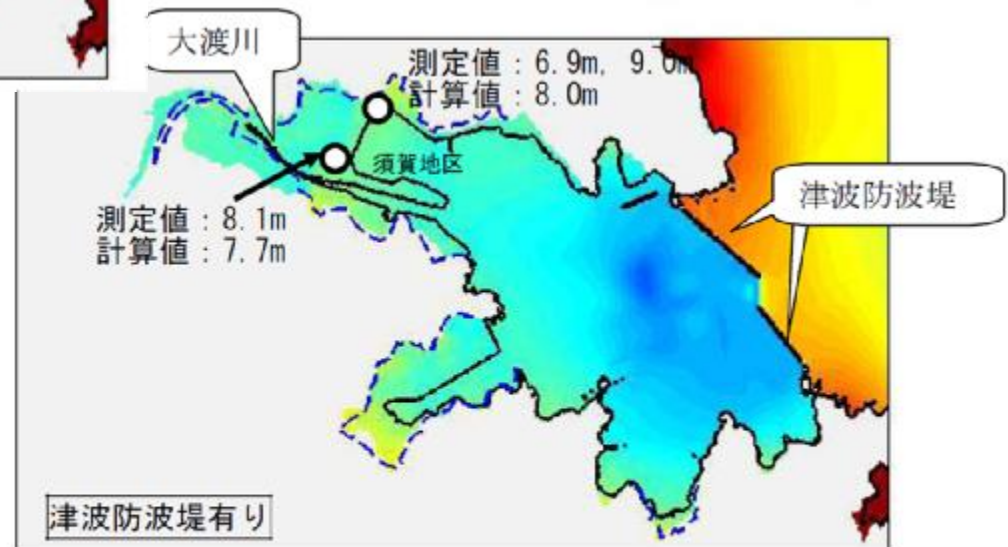 大渡川
測定値：6.9m, 9.0m
計算値：8.0m
須賀地区
津波防波堤
測定値：8.1m
計算値：7.7m
津波防波堤有り